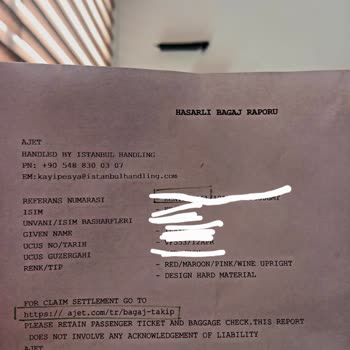 HASARLI BAGAJ RAPORU
AJET
HANDLED BY ISTANBUL HANDLING
PH: +90 548 830 03 07
EM:kayipesya@istanbulhandling.com
REFERANS NUMARASI -
ISIM -
UNVANI/ISIM BASHARFLERI -
GIVEN NAME -
UCUS NO/TARIH -
UCUS GUZERGAHI -
RENK/TIP - RED/MAROON/PINK/WINE UPRIGHT
- DESIGN HARD MATERIAL
FOR CLAIM SETTLEMENT GO TO
https:// ajet.com/tr/bagaj-takip
PLEASE RETAIN PASSENGER TICKET AND BAGGAGE CHECK.THIS REPORT
DOES NOT INVOLVE ANY ACKNOWLEDGEMENT OF LIABILITY
AJET